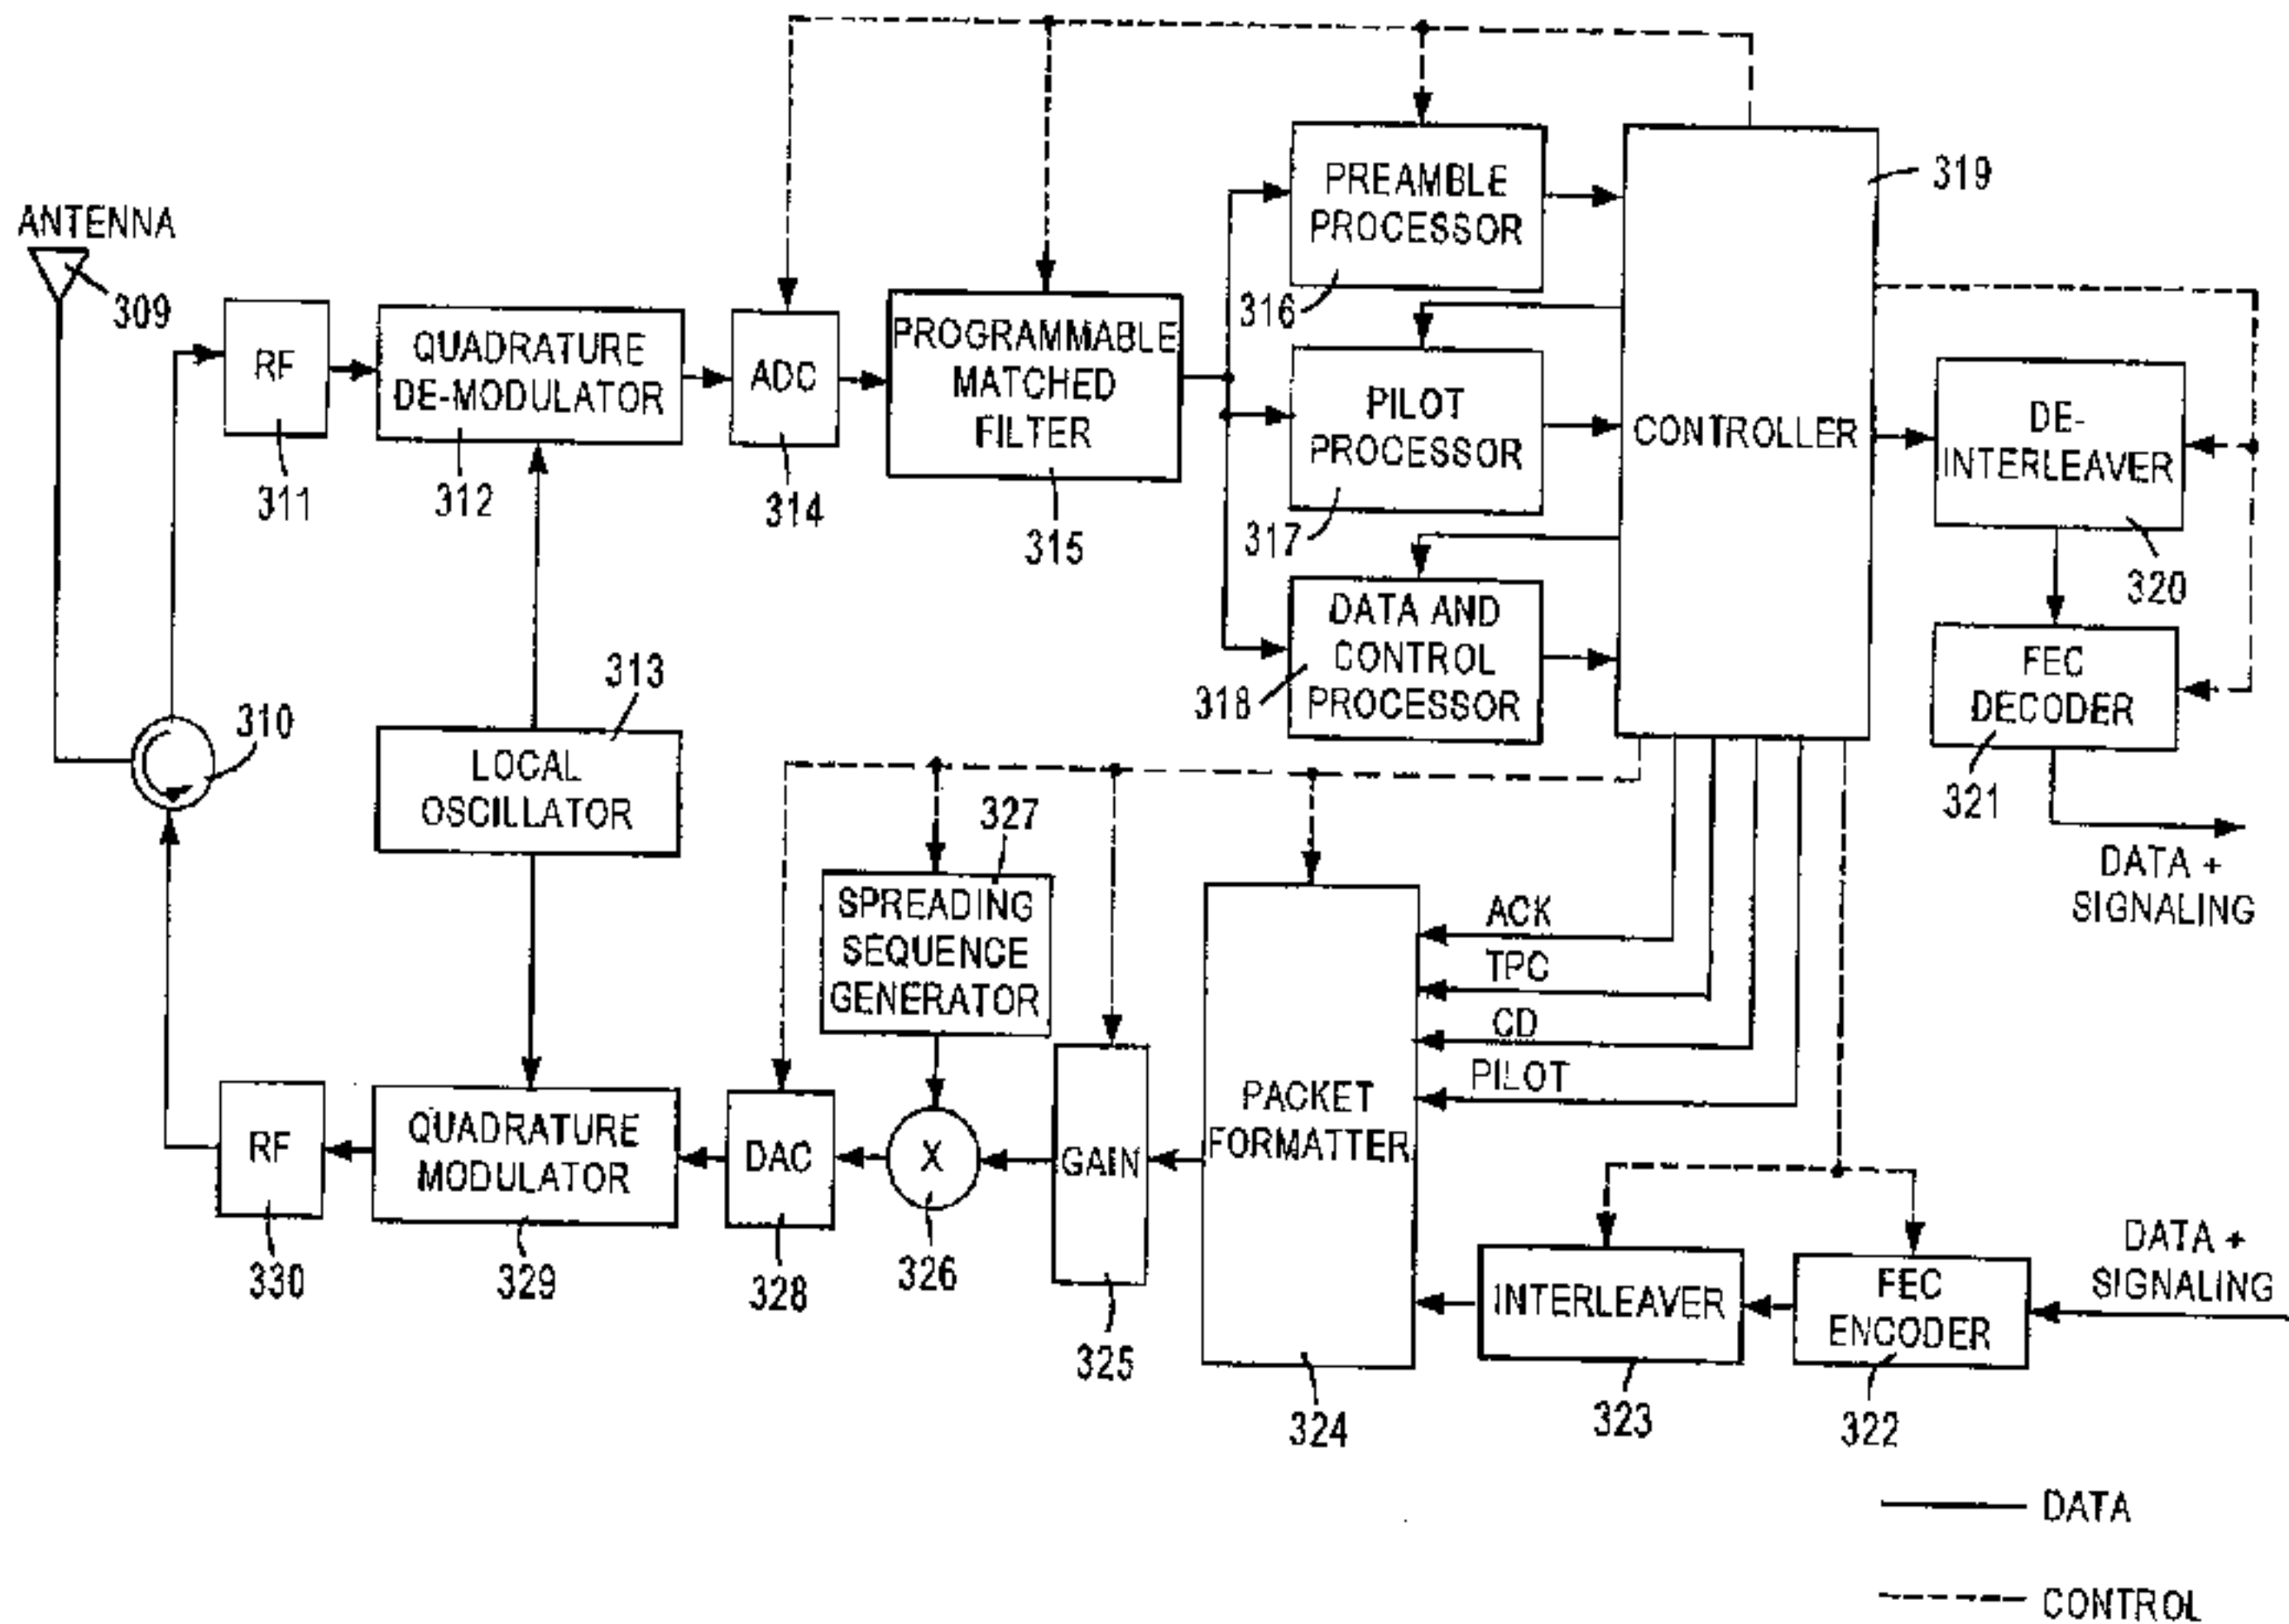 ANTENNA
309
RF
311
QUADRATURE
DE-MODULATOR
312
ADC
314
PROGRAMMABLE
MATCHED
FILTER
315
PREAMBLE
PROCESSOR
316
PILOT
PROCESSOR
317
DATA AND
CONTROL
PROCESSOR
318
CONTROLLER
319
DE-
INTERLEAVER
320
FEC
DECODER
321
DATA +
SIGNALING
310
LOCAL
OSCILLATOR
313
SPREADING
SEQUENCE
GENERATOR
327
ACK
TPC
CD
PILOT
RF
330
QUADRATURE
MODULATOR
329
DAC
328
X
326
GAIN
325
PACKET
FORMATTER
324
INTERLEAVER
323
FEC
ENCODER
322
DATA +
SIGNALING
DATA
CONTROL